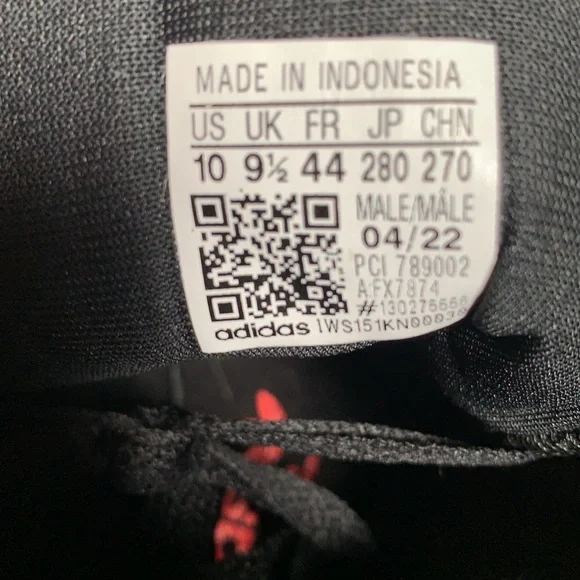 MADE IN INDONESIA
US UK FR JP CHN
10 9½ 44 280 270
MALE/MÂLE
04/22
PCI 789002
A:FX7874
adidas